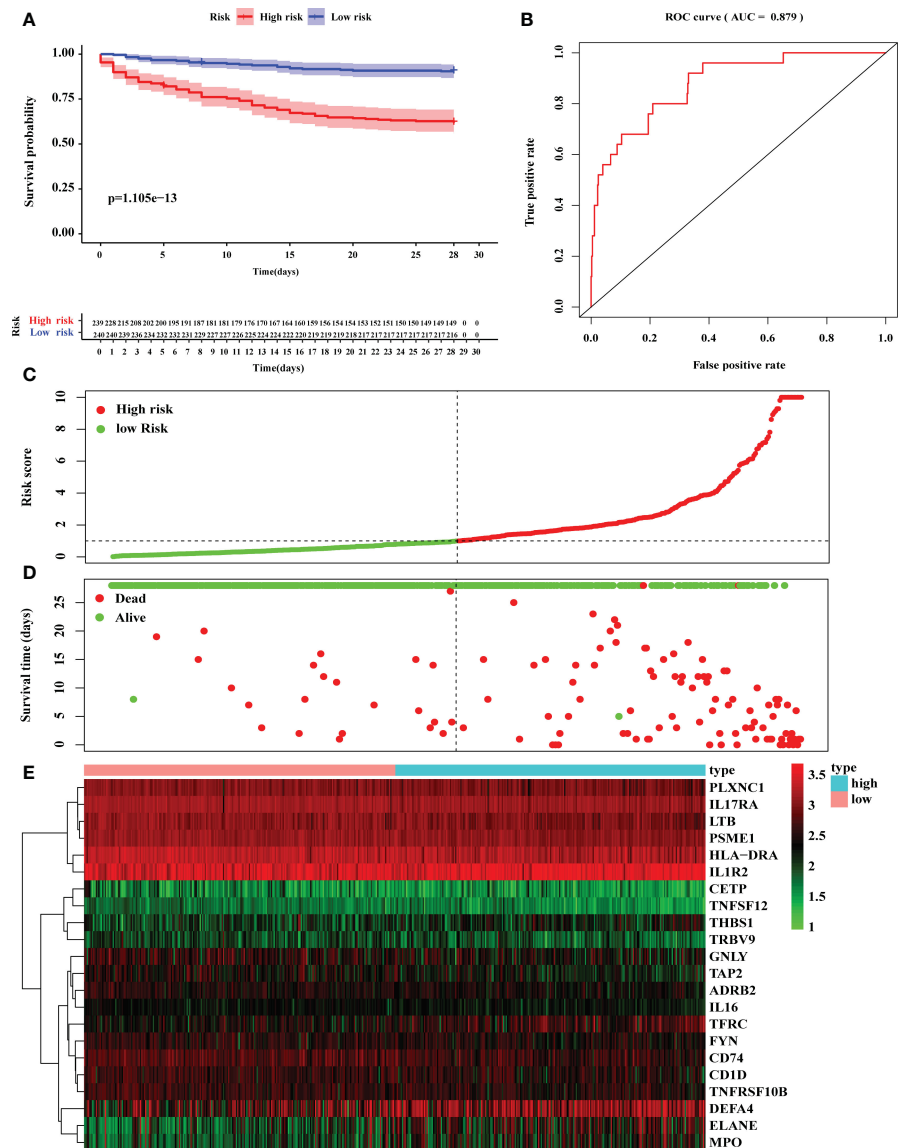 A
Risk High risk Low risk
1.00
0.75
0.50
0.25
0.00
Survival probability
p=1.105e−13
0 5 10 15 20 25 28 30
Time(days)
Risk
High risk 239 228 215 208 202 200 195 191 187 181 181 179 176 170 167 164 160 159 156 154 154 153 152 151 150 150 149 149 149 0 0
Low risk 240 240 239 236 234 232 232 231 229 227 227 226 225 224 224 222 220 219 219 219 218 217 217 217 217 217 217 217 216 0 0
0 1 2 3 4 5 6 7 8 9 10 11 12 13 14 15 16 17 18 19 20 21 22 23 24 25 26 27 28 29 30
Time(days)
B
ROC curve ( AUC = 0.879 )
1.0
0.8
0.6
0.4
0.2
0.0
True positive rate
0.0 0.2 0.4 0.6 0.8 1.0
False positive rate
C
10
8
6
4
2
0
Risk score
High risk
low Risk
D
25
20
15
10
5
0
Survival time (days)
Dead
Alive
E
type
PLXNC1
IL17RA
LTB
PSME1
HLA−DRA
IL1R2
CETP
TNFSF12
THBS1
TRBV9
GNLY
TAP2
ADRB2
IL16
TFRC
FYN
CD74
CD1D
TNFRSF10B
DEFA4
ELANE
MPO
3.5
3
2.5
2
1.5
1
type
high
low